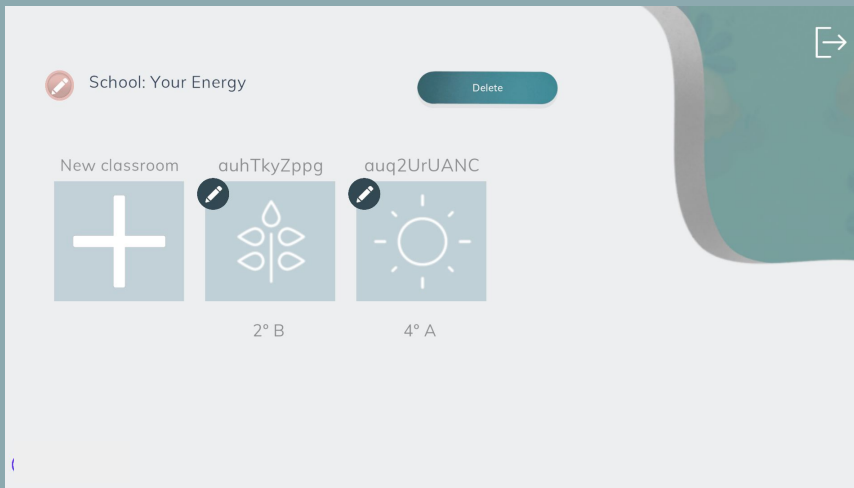 School: Your Energy
Delete
New classroom
auhTkyZppg
auq2UrUANC
2° B
4° A